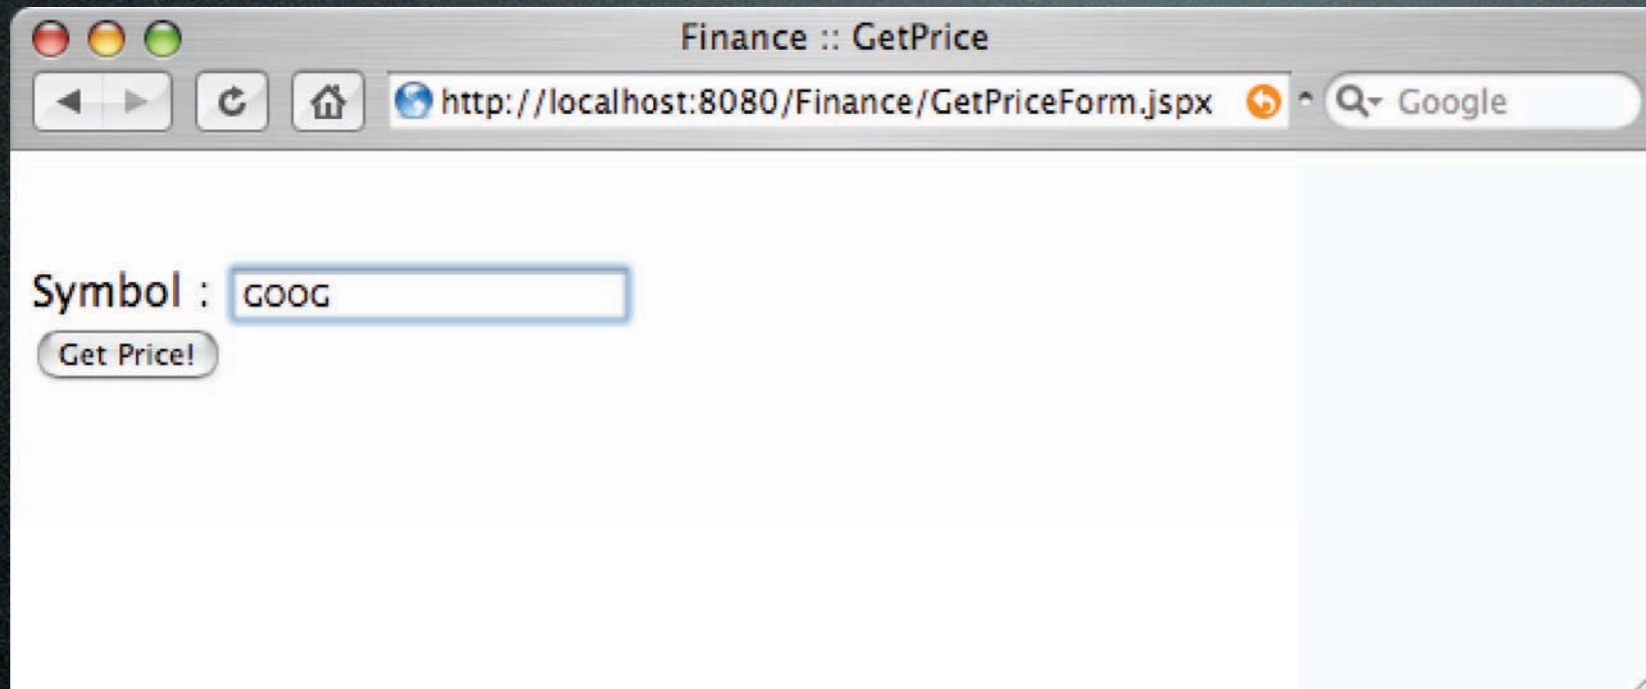 Finance :: GetPrice
http://localhost:8080/Finance/GetPriceForm.jspx Google
Symbol : GOOG
Get Price!